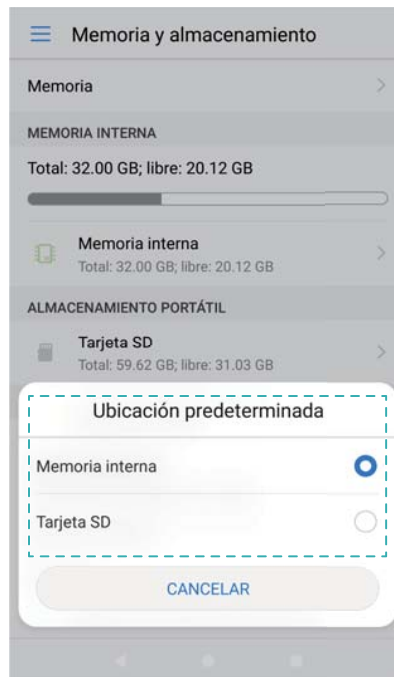 Memoria y almacenamiento
Memoria
MEMORIA INTERNA
Total: 32.00 GB; libre: 20.12 GB
Memoria interna
Total: 32.00 GB; libre: 20.12 GB
ALMACENAMIENTO PORTÁTIL
Tarjeta SD
Total: 59.62 GB; libre: 31.03 GB
Ubicación predeterminada
Memoria interna
Tarjeta SD
CANCELAR